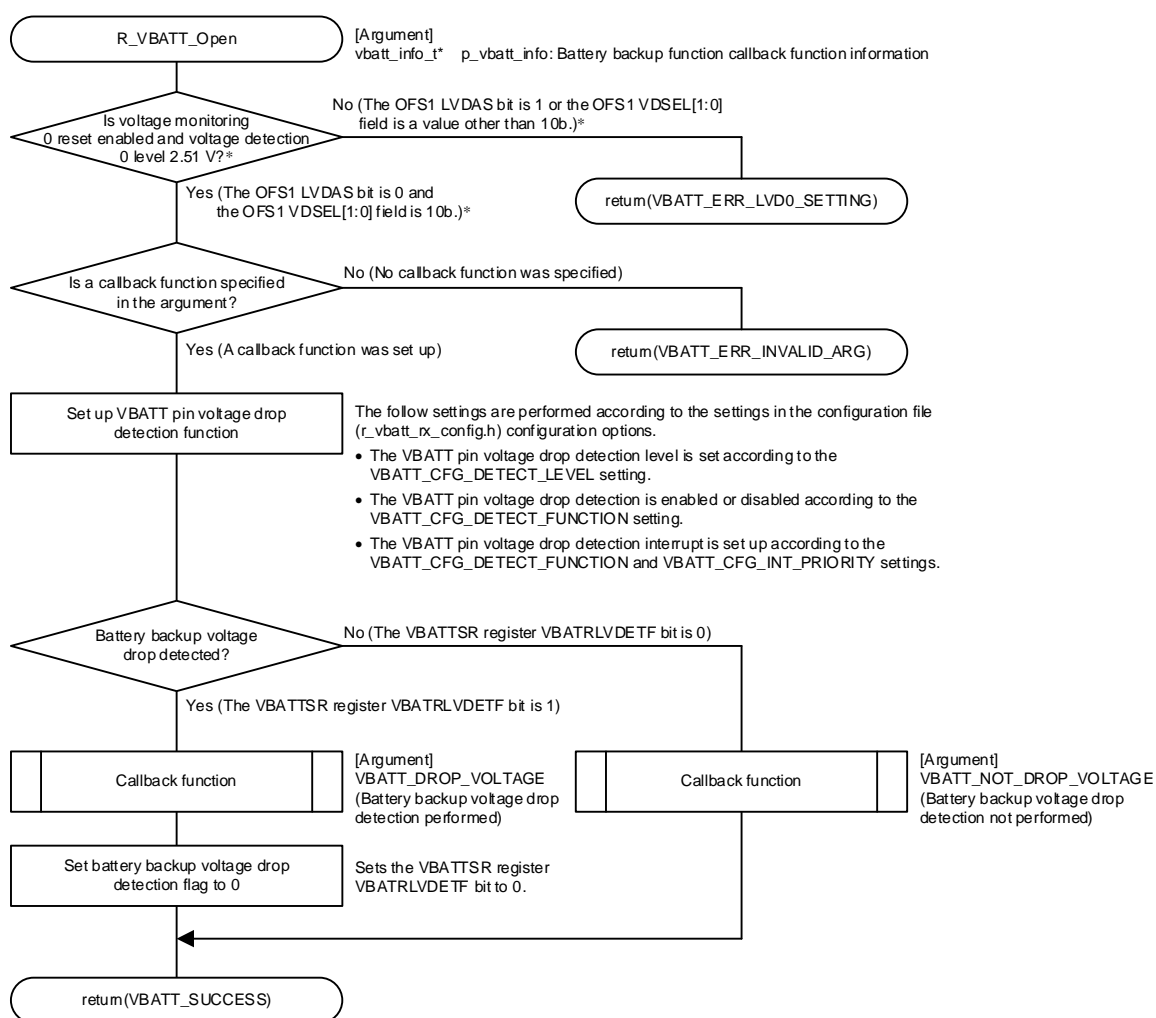 R_VBATT_Open
[Argument]
vbatt_info_t* p_vbatt_info: Battery backup function callback function information
Is voltage monitoring
0 reset enabled and voltage detection
0 level 2.51 V?*
No (The OFS1 LVDAS bit is 1 or the OFS1 VDSEL[1:0]
field is a value other than 10b.)*
Yes (The OFS1 LVDAS bit is 0 and
the OFS1 VDSEL[1:0] field is 10b.)*
return(VBATT_ERR_LVD0_SETTING)
Is a callback function specified
in the argument?
No (No callback function was specified)
Yes (A callback function was set up)
return(VBATT_ERR_INVALID_ARG)
Set up VBATT pin voltage drop
detection function
The follow settings are performed according to the settings in the configuration file
(r_vbatt_rx_config.h) configuration options.
• The VBATT pin voltage drop detection level is set according to the
VBATT_CFG_DETECT_LEVEL setting.
• The VBATT pin voltage drop detection is enabled or disabled according to the
VBATT_CFG_DETECT_FUNCTION setting.
• The VBATT pin voltage drop detection interrupt is set up according to the
VBATT_CFG_DETECT_FUNCTION and VBATT_CFG_INT_PRIORITY settings.
Battery backup voltage
drop detected?
No (The VBATTSR register VBATRLVDETF bit is 0)
Yes (The VBATTSR register VBATRLVDETF bit is 1)
Callback function
[Argument]
VBATT_DROP_VOLTAGE
(Battery backup voltage drop
detection performed)
Callback function
[Argument]
VBATT_NOT_DROP_VOLTAGE
(Battery backup voltage drop
detection not performed)
Set battery backup voltage drop
detection flag to 0
Sets the VBATTSR register
VBATRLVDETF bit to 0.
return(VBATT_SUCCESS)